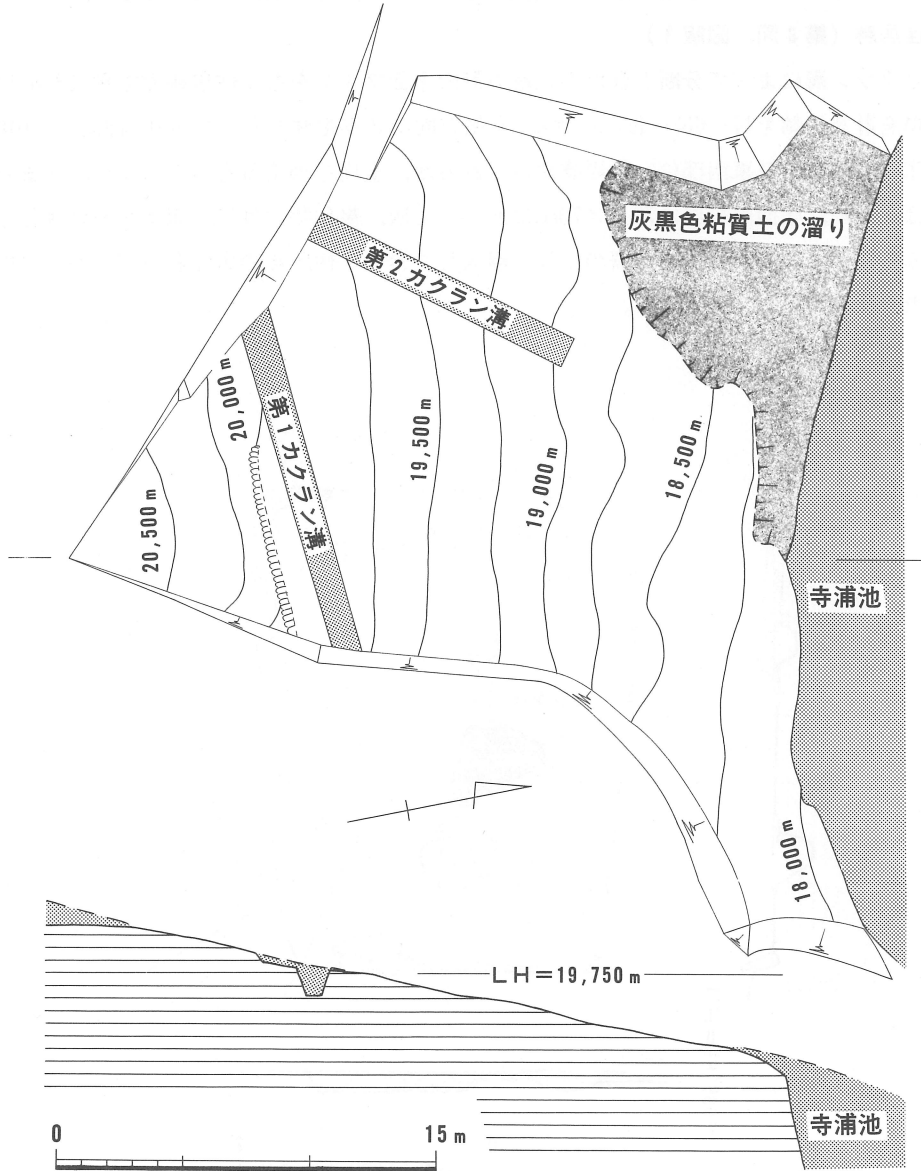 灰黒色粘質土の溜り
第2カクラン溝
第1カクラン溝
20,000m
19,500m
19,000m
18,500m
20,500m
寺浦池
18,000m
LH=19,750m
寺浦池
0
15m